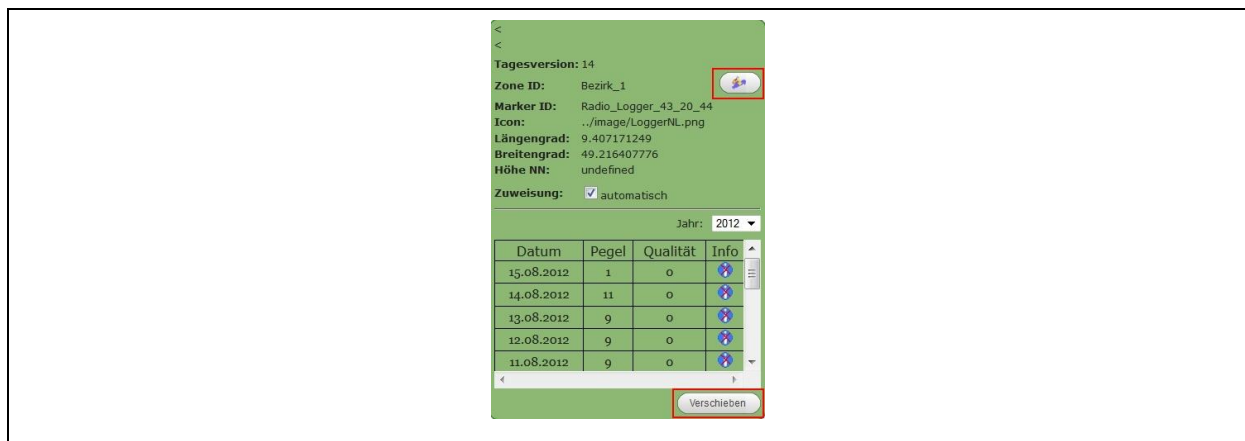 <
<
Tagesversion: 14
Zone ID: Bezirk_1
Marker ID: Radio_Logger_43_20_44
Icon: ../image/LoggerNL.png
Längengrad: 9.407171249
Breitengrad: 49.216407776
Höhe NN: undefined
Zuweisung: automatisch
Jahr: 2012
Datum Pegel Qualität Info
15.08.2012 1 0
14.08.2012 11 0
13.08.2012 9 0
12.08.2012 9 0
11.08.2012 9 0
Verschieben